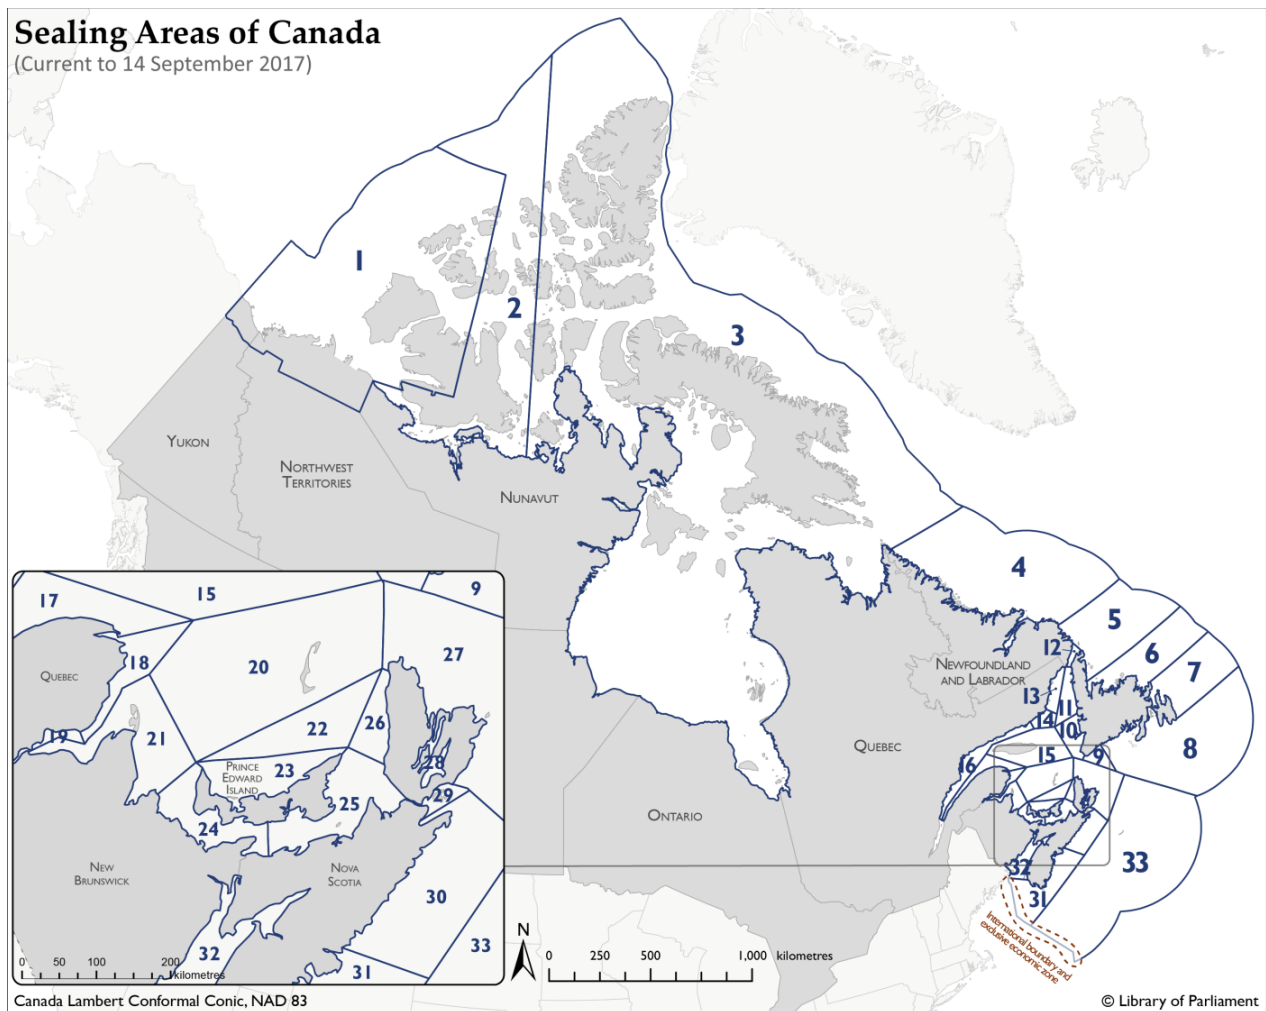 Sealing Areas of Canada
(Current to 14 September 2017)
1
2
3
YUKON
NORTHWEST
TERRITORIES
NUNAVUT
4
5
12
6
7
NEWFOUNDLAND
AND LABRADOR
13
11
14
10
8
QUEBEC
15
9
16
ONTARIO
33
32
31
International boundary and
exclusive economic zone
17
15
9
18
20
27
QUEBEC
19
21
22
26
28
PRINCE
EDWARD
ISLAND
23
25
29
24
NEW
BRUNSWICK
NOVA
SCOTIA
30
32
33
31
0 50 100 200
kilometres
N
0 250 500 1,000 kilometres
Canada Lambert Conformal Conic, NAD 83
© Library of Parliament